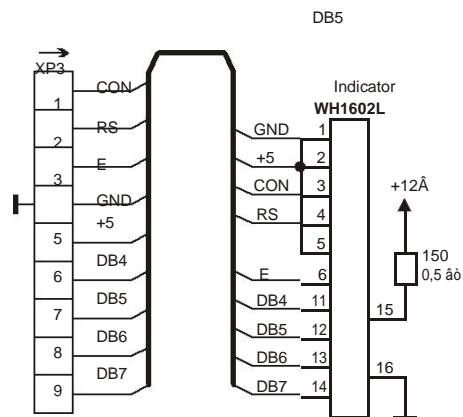 DB5
XP3
1 CON
2 RS
3 E
GND
5 +5
6 DB4
7 DB5
8 DB6
9 DB7
Indicator
WH1602L
GND 1
+5 2
CON 3
RS 4
5
E 6
DB4 11
DB5 12
DB6 13
DB7 14
+12Â
150
0,5 âò
15
16